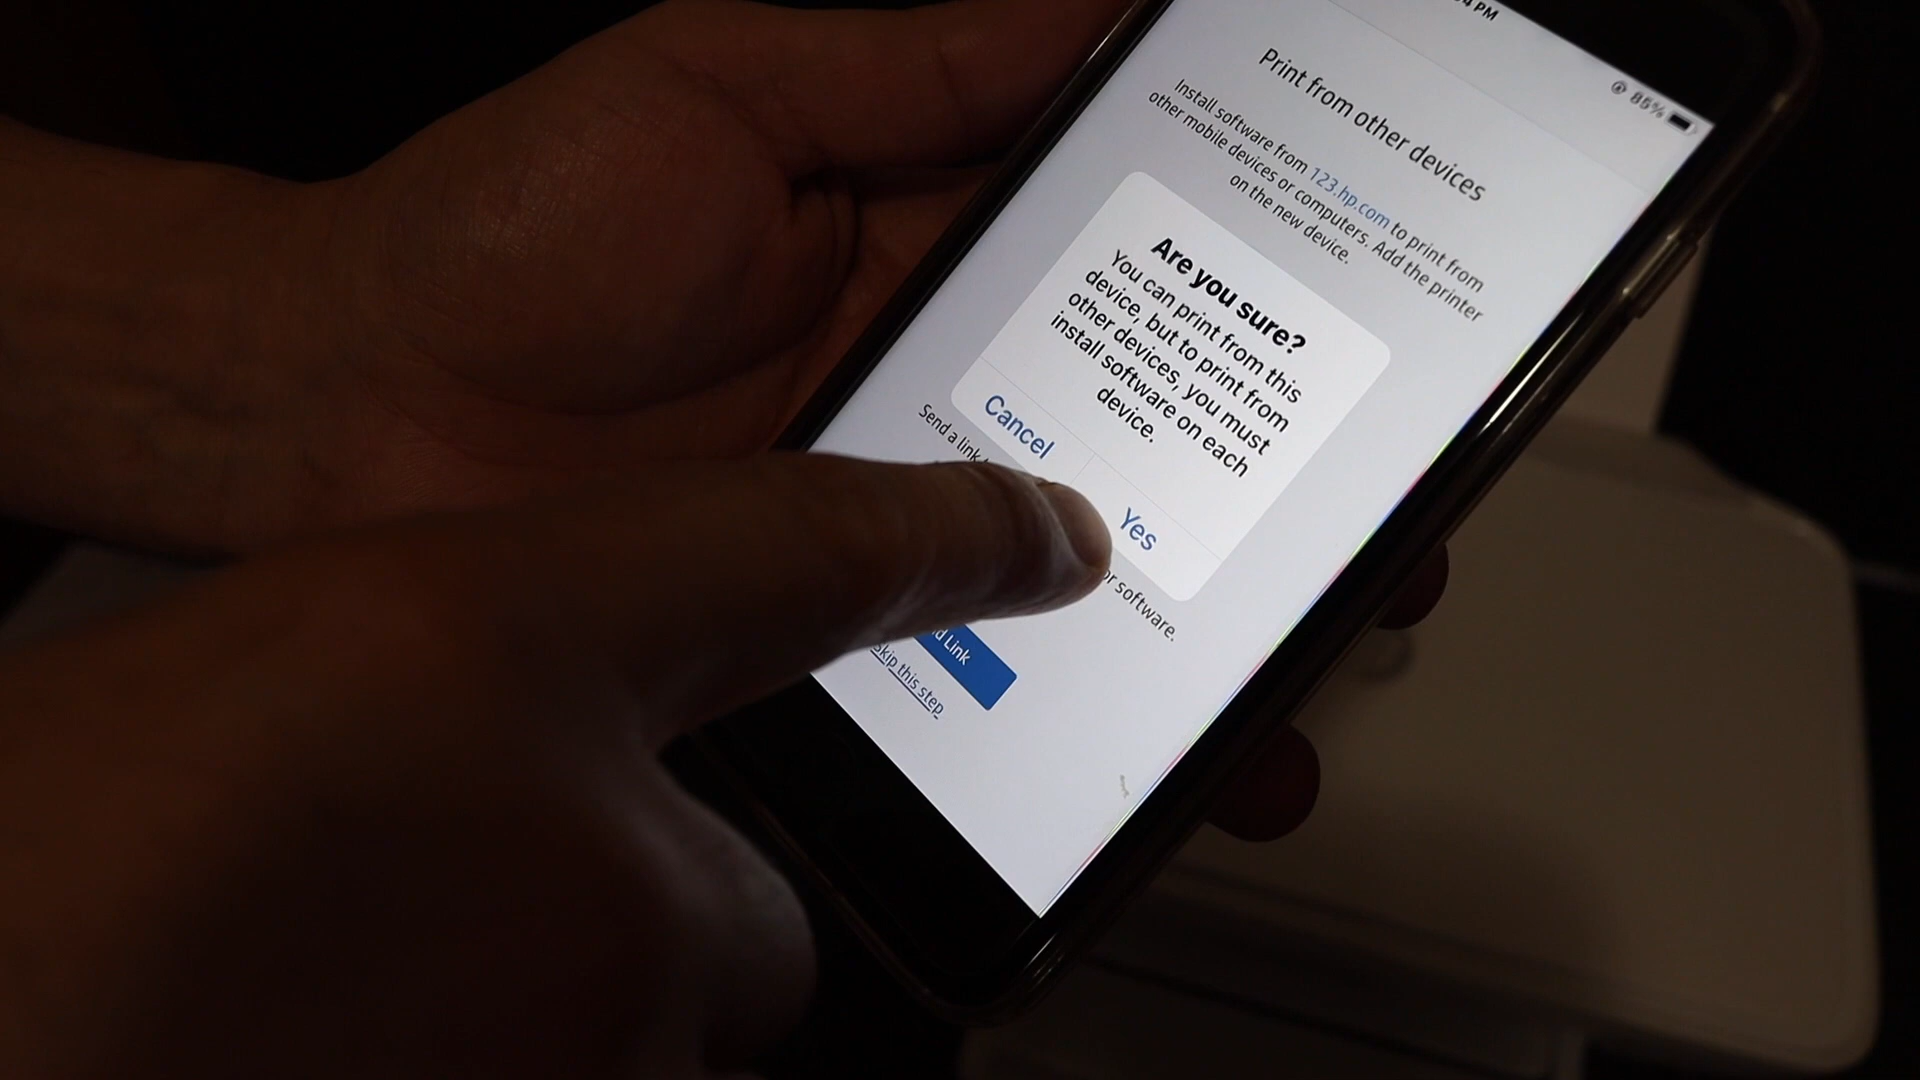 PM
85%
Print from other devices
Install software from 123.hp.com to print from
other mobile devices or computers. Add the printer
on the new device.
Are you sure?
You can print from this
device, but to print from
other devices, you must
install software on each
device.
Cancel
Yes
Send a link
or software.
Link
Skip this step